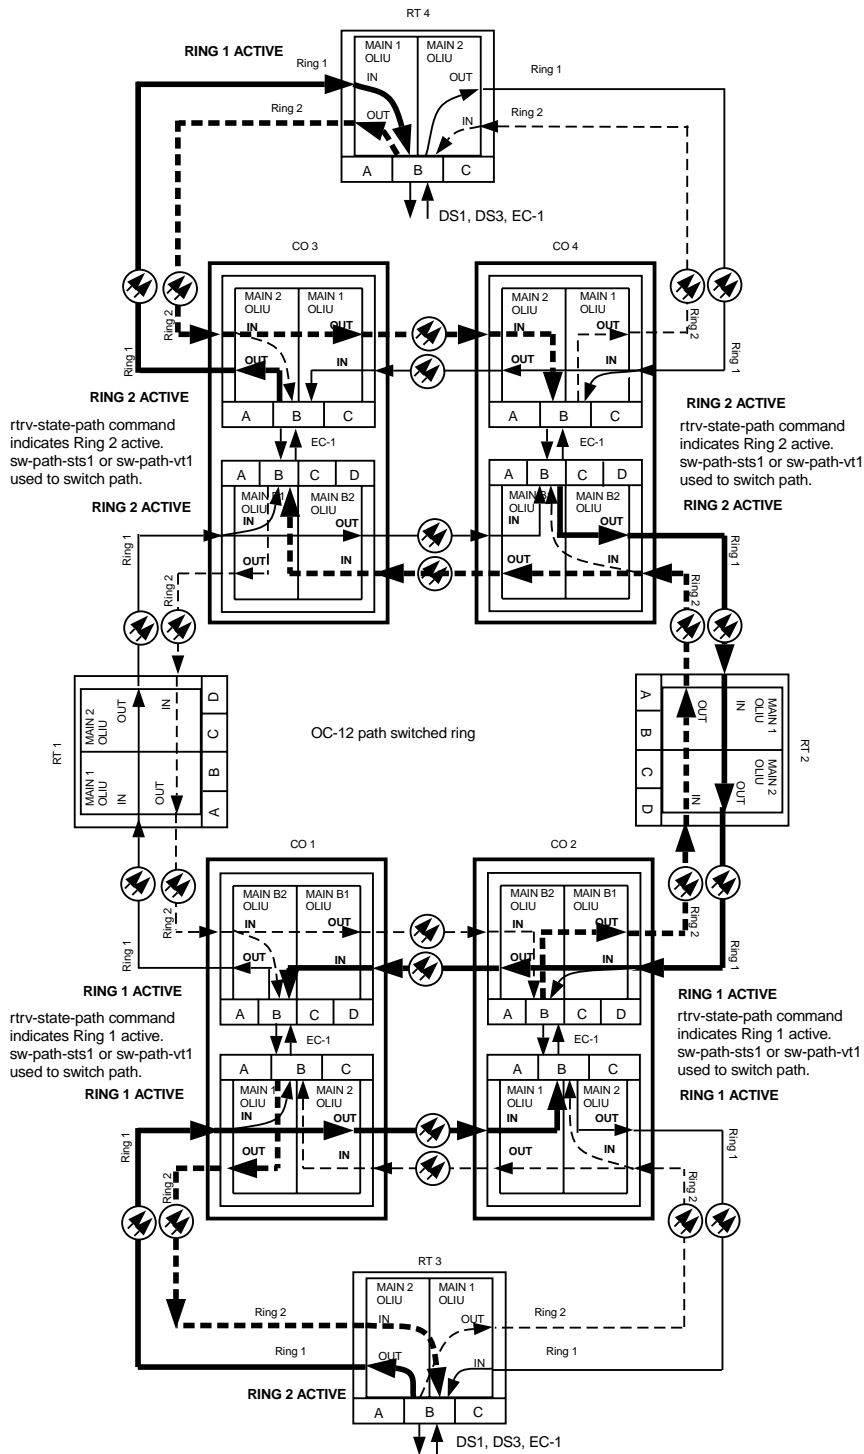 RT 4
RING 1 ACTIVE
MAIN 1 OLIU
MAIN 2 OLIU
IN
OUT
OUT
IN
Ring 1
Ring 1
Ring 2
Ring 2
A B C
DS1, DS3, EC-1
CO 3
CO 4
MAIN 2 OLIU
MAIN 1 OLIU
MAIN 2 OLIU
MAIN 1 OLIU
IN
OUT
IN
OUT
OUT
IN
OUT
IN
Ring 2
Ring 2
Ring 1
Ring 1
RING 2 ACTIVE
RING 2 ACTIVE
A B C
A B C
rtrv-state-path command
indicates Ring 2 active.
sw-path-sts1 or sw-path-vt1
used to switch path.
rtrv-state-path command
indicates Ring 2 active.
sw-path-sts1 or sw-path-vt1
used to switch path.
EC-1
EC-1
A B C D
A B C D
RING 2 ACTIVE
RING 2 ACTIVE
MAIN B1 OLIU
MAIN B2 OLIU
MAIN B1 OLIU
MAIN B2 OLIU
IN
OUT
IN
OUT
OUT
IN
OUT
IN
Ring 1
Ring 2
Ring 2
Ring 1
RT 1
MAIN 2 OLIU
OUT
IN
MAIN 1 OLIU
IN
OUT
D
C
B
A
OC-12 path switched ring
A
B
C
D
OUT
IN
MAIN 1 OLIU
IN
OUT
MAIN 2 OLIU
RT 2
CO 1
CO 2
MAIN B2 OLIU
MAIN B1 OLIU
MAIN B2 OLIU
MAIN B1 OLIU
IN
OUT
IN
OUT
OUT
IN
OUT
IN
Ring 2
Ring 2
Ring 1
Ring 1
RING 1 ACTIVE
RING 1 ACTIVE
A B C D
A B C D
rtrv-state-path command
indicates Ring 1 active.
sw-path-sts1 or sw-path-vt1
used to switch path.
rtrv-state-path command
indicates Ring 1 active.
sw-path-sts1 or sw-path-vt1
used to switch path.
EC-1
EC-1
A B C
A B C
RING 1 ACTIVE
RING 1 ACTIVE
MAIN 1 OLIU
MAIN 2 OLIU
MAIN 1 OLIU
MAIN 2 OLIU
IN
OUT
IN
OUT
OUT
IN
OUT
IN
Ring 1
Ring 2
Ring 2
Ring 1
RT 3
MAIN 2 OLIU
MAIN 1 OLIU
IN
OUT
OUT
IN
Ring 2
Ring 2
Ring 1
Ring 1
RING 2 ACTIVE
A B C
DS1, DS3, EC-1